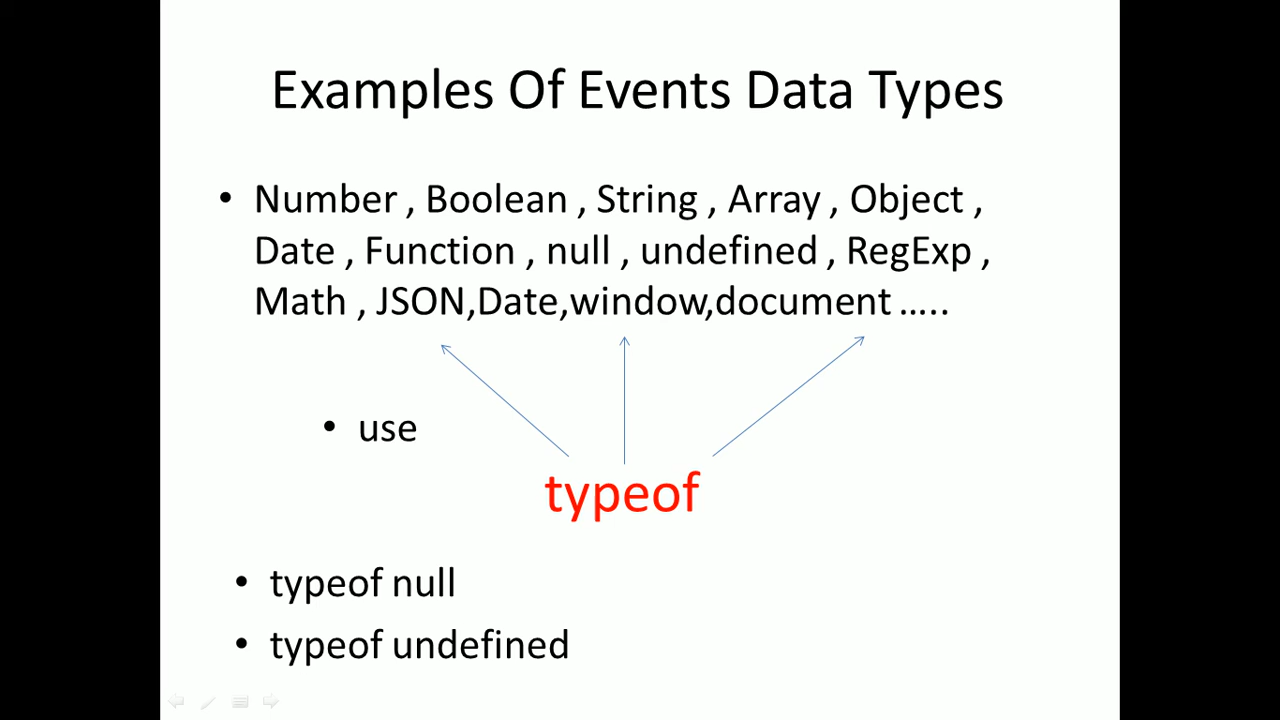 Examples Of Events Data Types
• Number , Boolean , String , Array , Object ,
Date , Function , null , undefined , RegExp ,
Math , JSON,Date,window,document …..
• use
typeof
• typeof null
• typeof undefined